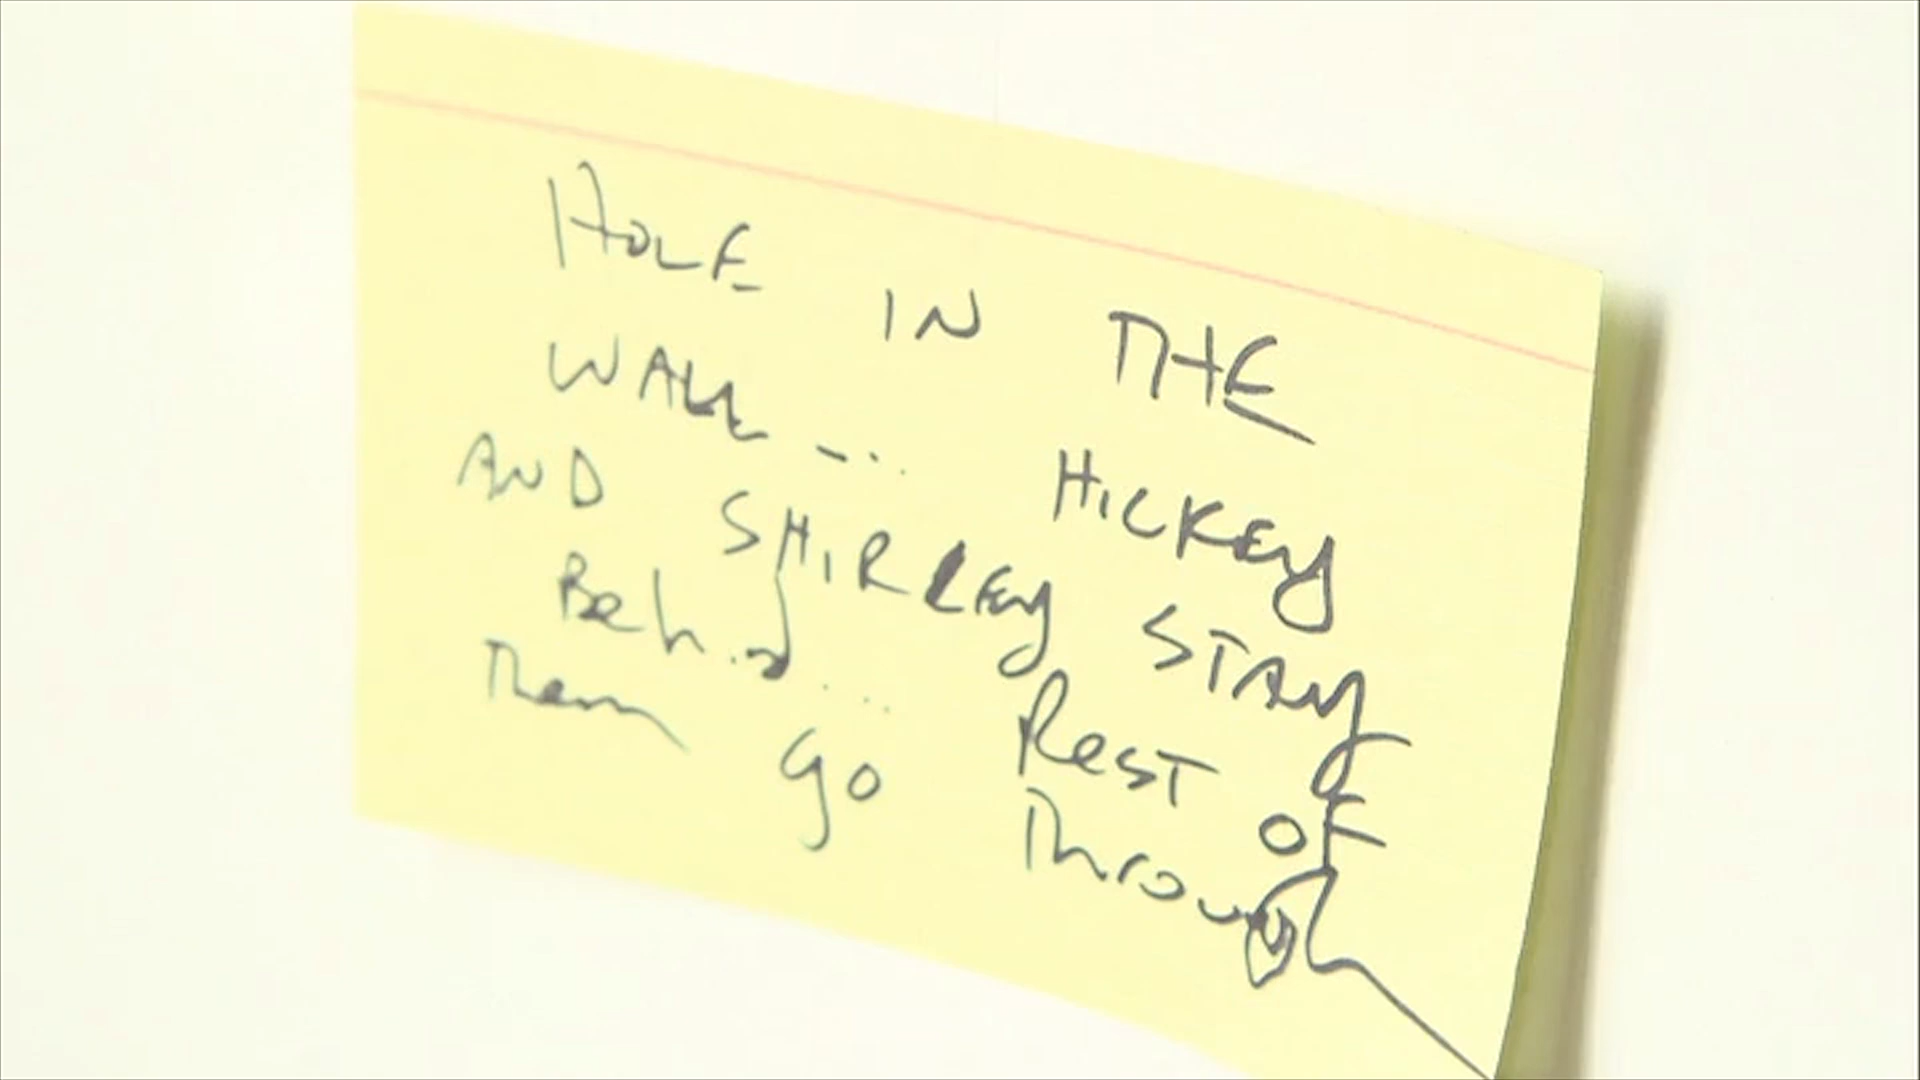 HOLE IN THE
WALL... HICKEY
AND SHIRLEY STAY
Behind... Rest OF
Them go Through